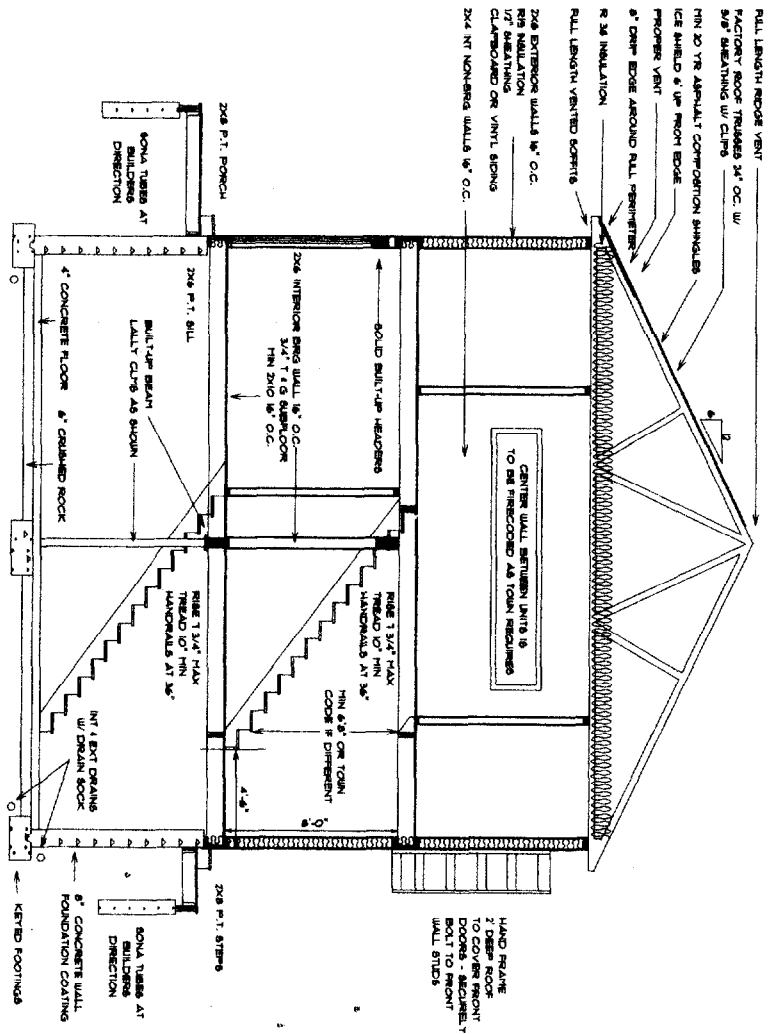 FULL LENGTH RIDGE VENT
FACTORY ROOF TRUSSES 24" OC. W/
5/8" SHEATHING W/ CLIPS
MIN 20 YR ASPHALT COMPOSITION SHINGLES
ICE SHIELD 6' UP FROM EDGE
PROPER VENT
8" DRIP EDGE AROUND FULL PERIMETER
R 38 INSULATION
FULL LENGTH VENTED SOFFITS
2X6 EXTERIOR WALLS 16" O.C.
R19 INSULATION
1/2" SHEATHING
CLAPBOARD OR VINYL SIDING
2X4 INT NON-BRG WALLS 16" O.C.
12
6
CENTER WALL BETWEEN UNITS IS
TO BE FIRECODED AS TOWN REQUIRES
HAND FRAME
2' DEEP ROOF
TO COVER FRONT
DOORS - SECURELY
BOLT TO FRONT
WALL STUDS
SOLID BUILT-UP HEADERS
2X6 INTERIOR BRG WALL 16" O.C.
3/4" T & G SUBFLOOR
MIN 2X10 16" O.C.
RISE 7 3/4" MAX
TREAD 10" MIN
HANDRAILS AT 36"
MIN 6'8" OR TOWN
CODE IF DIFFERENT
8'-0"
4'-6"
2X8 P.T. PORCH
SONA TUBES AT
BUILDERS
DIRECTION
2X6 P.T. SILL
BUILT-UP BEAM
LALLY CLMS AS SHOWN
RISE 7 3/4" MAX
TREAD 10" MIN
HANDRAILS AT 36"
INT & EXT DRAINS
W/ DRAIN SOCK
2X8 P.T. STEPS
SONA TUBES AT
BUILDERS
DIRECTION
4" CONCRETE FLOOR
6" CRUSHED ROCK
8" CONCRETE WALL
FOUNDATION COATING
KEYED FOOTINGS